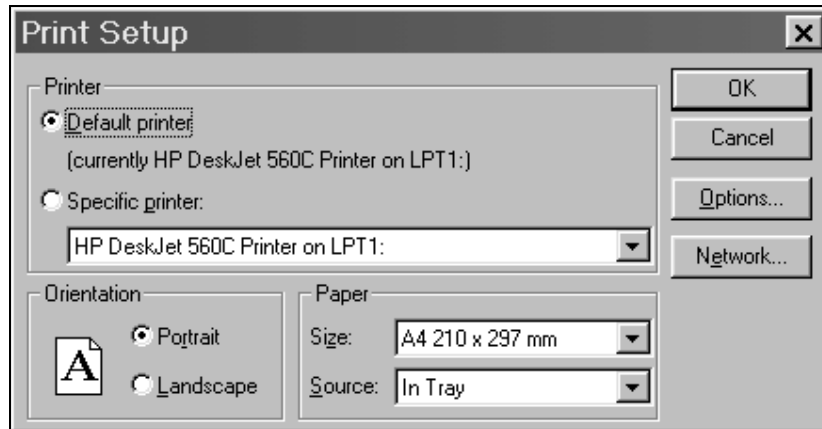 Print Setup
Printer
OK
Default printer
(currently HP DeskJet 560C Printer on LPT1:)
Cancel
Specific printer:
Options...
HP DeskJet 560C Printer on LPT1:
Network...
Orientation
Paper
A
Portrait
Size:
A4 210 x 297 mm
Landscape
Source:
In Tray